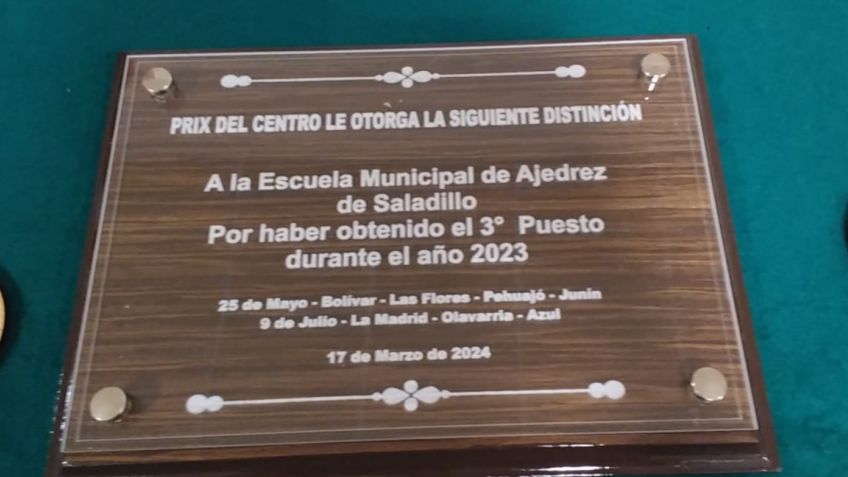 PRIX DEL CENTRO LE OTORGA LA SIGUIENTE DISTINCIÓN
A la Escuela Municipal de Ajedrez
de Saladillo
Por haber obtenido el 3° Puesto
durante el año 2023
25 de Mayo - Bolívar - Las Flores - Pehuajó - Junín
9 de Julio - La Madrid - Olavarria - Azul
17 de Marzo de 2024